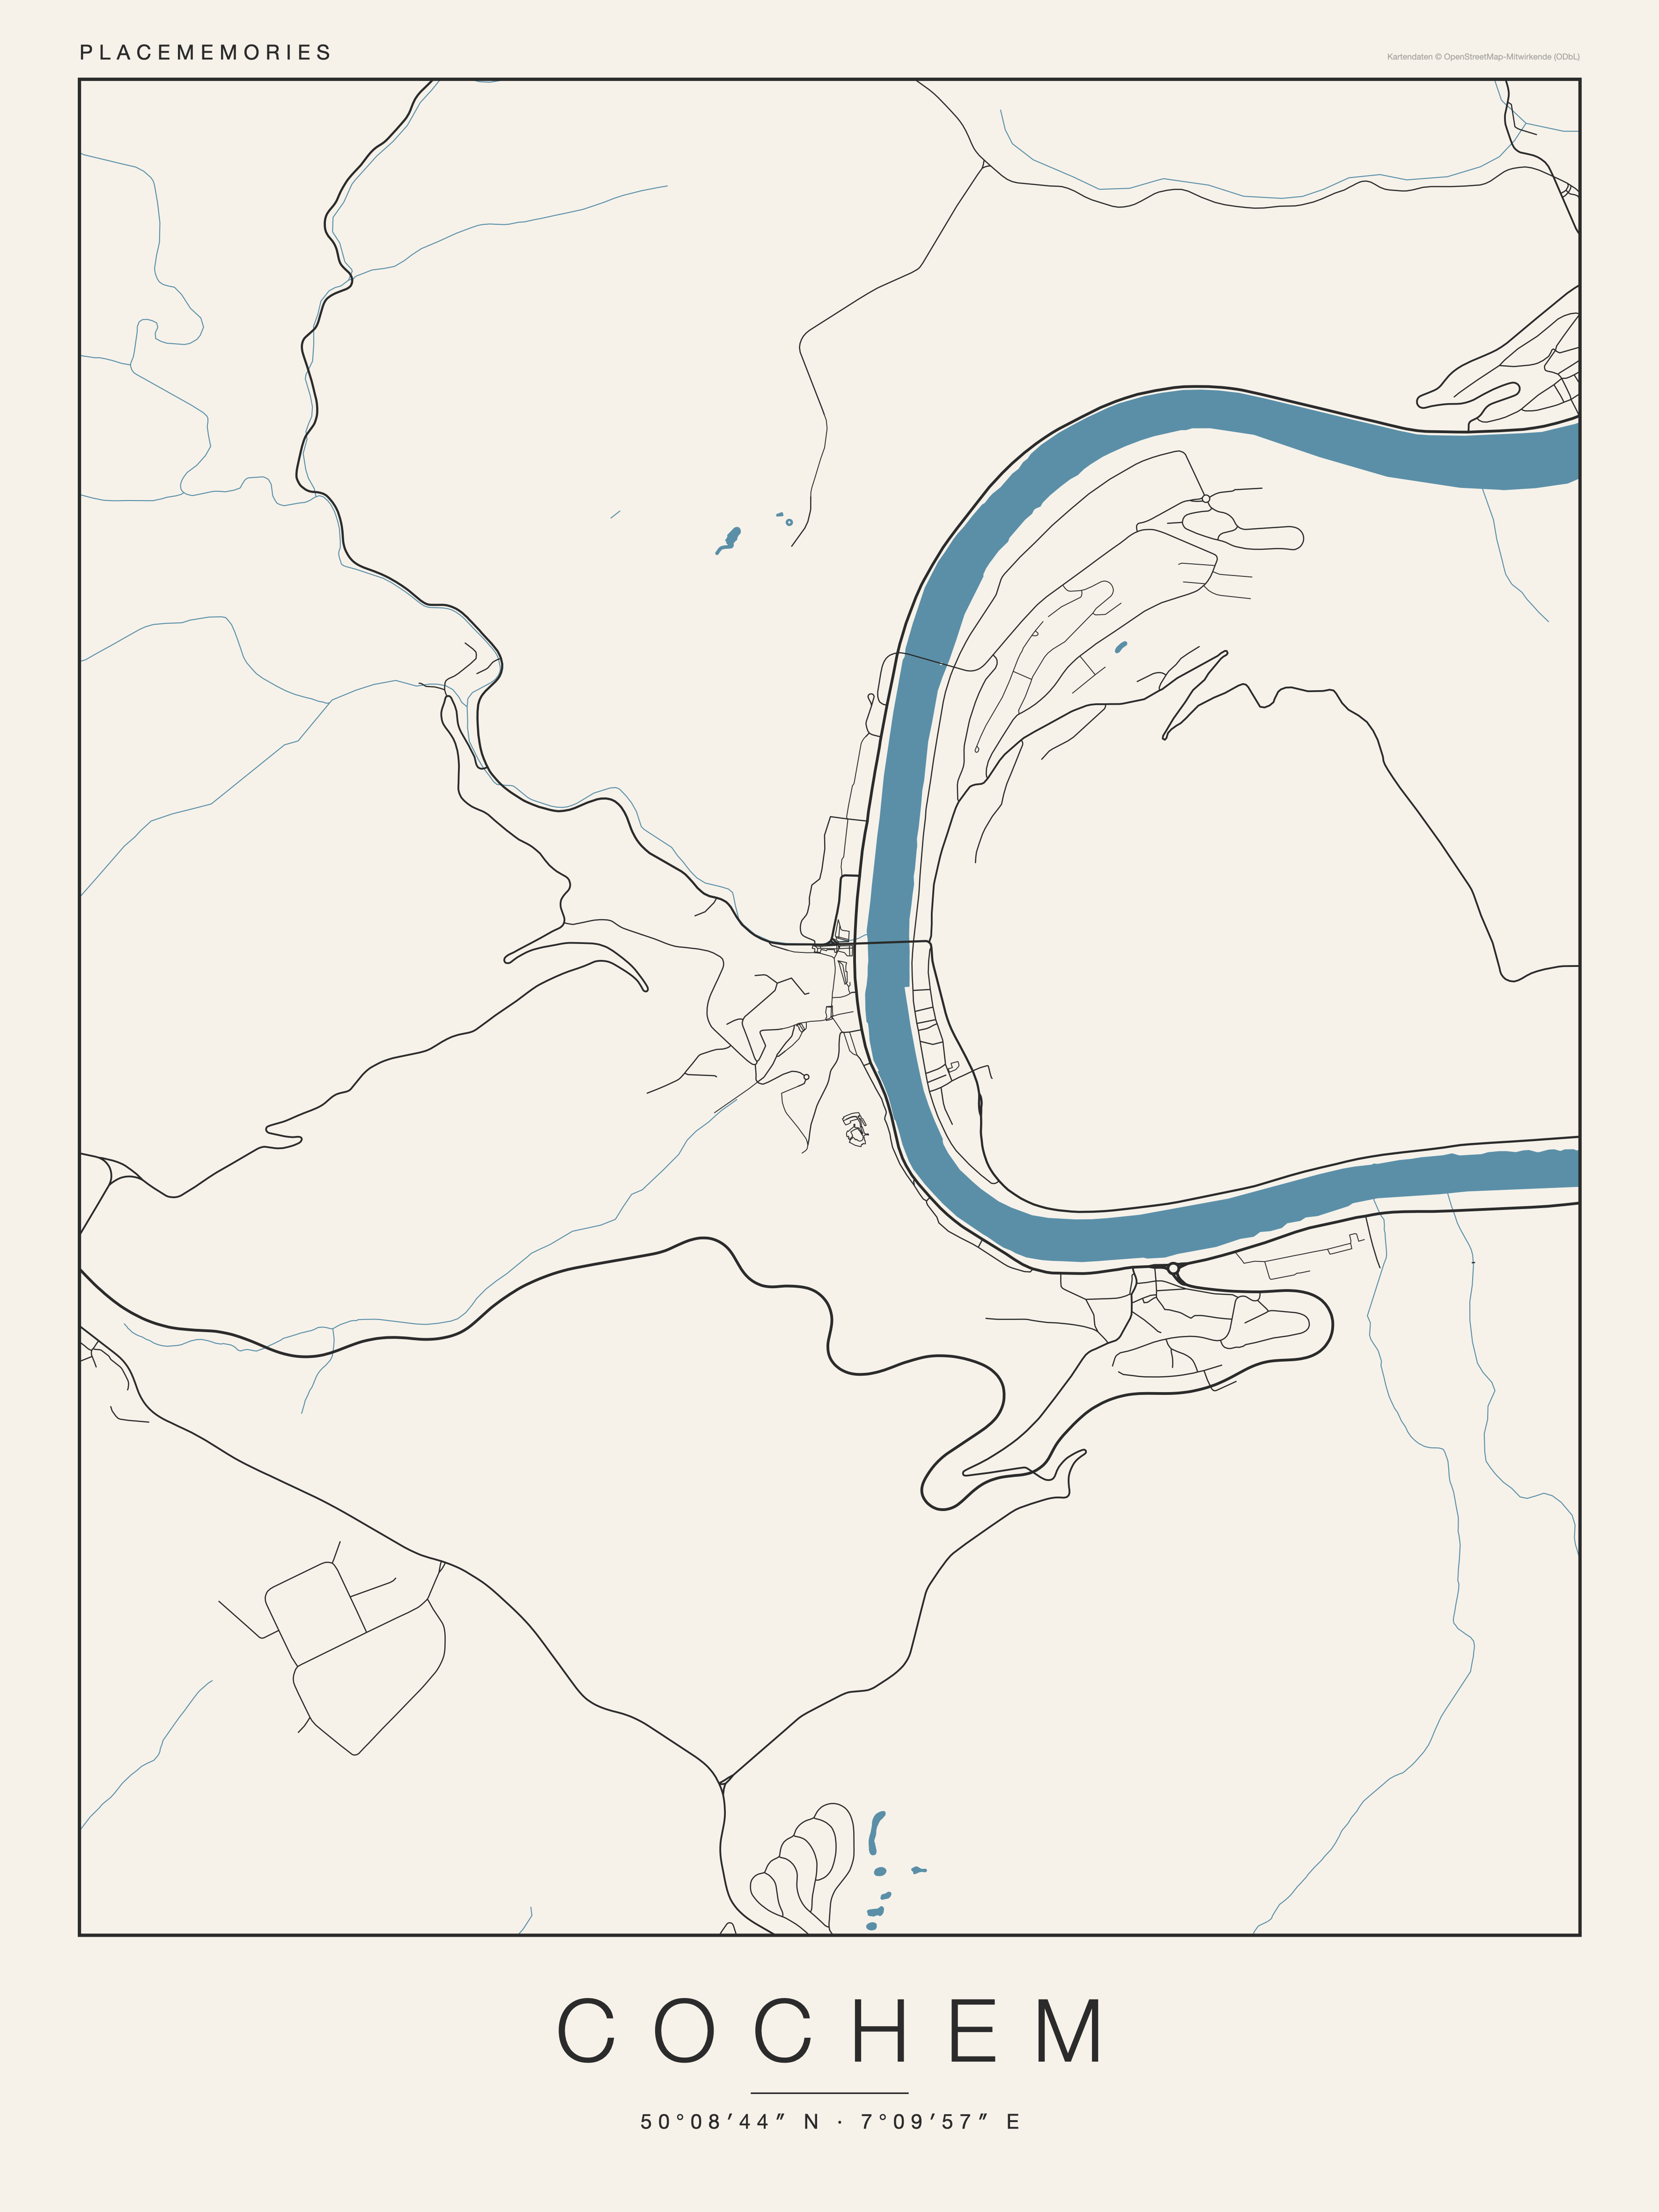 PLACEMEMORIES
Kartendaten © OpenStreetMap-Mitwirkende (ODbL)
COCHEM
50°08′44″ N · 7°09′57″ E